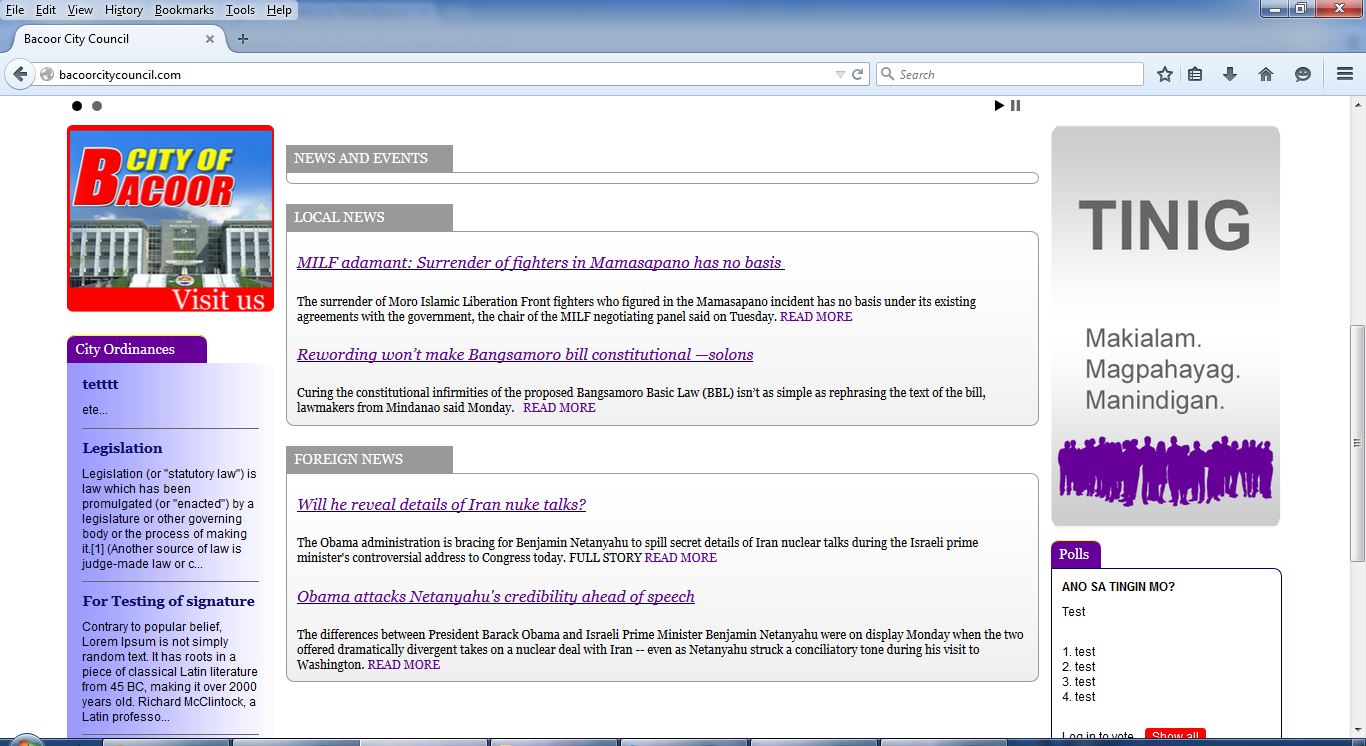 File Edit View History Bookmarks Tools Help
Bacoor City Council
bacoorcitycouncil.com
Search
CITY OF
BACOOR
Visit us
City Ordinances
tetttt
ete...
Legislation
Legislation (or "statutory law") is
law which has been
promulgated (or "enacted") by a
legislature or other governing
body or the process of making
it.[1] (Another source of law is
judge-made law or c...
For Testing of signature
Contrary to popular belief,
Lorem Ipsum is not simply
random text. It has roots in a
piece of classical Latin literature
from 45 BC, making it over 2000
years old. Richard McClintock, a
Latin professo...
NEWS AND EVENTS
LOCAL NEWS
MILF adamant: Surrender of fighters in Mamasapano has no basis
The surrender of Moro Islamic Liberation Front fighters who figured in the Mamasapano incident has no basis under its existing
agreements with the government, the chair of the MILF negotiating panel said on Tuesday. READ MORE
Rewording won't make Bangsamoro bill constitutional —solons
Curing the constitutional infirmities of the proposed Bangsamoro Basic Law (BBL) isn't as simple as rephrasing the text of the bill,
lawmakers from Mindanao said Monday. READ MORE
FOREIGN NEWS
Will he reveal details of Iran nuke talks?
The Obama administration is bracing for Benjamin Netanyahu to spill secret details of Iran nuclear talks during the Israeli prime
minister's controversial address to Congress today. FULL STORY READ MORE
Obama attacks Netanyahu's credibility ahead of speech
The differences between President Barack Obama and Israeli Prime Minister Benjamin Netanyahu were on display Monday when the two
offered dramatically divergent takes on a nuclear deal with Iran -- even as Netanyahu struck a conciliatory tone during his visit to
Washington. READ MORE
TINIG
Makialam.
Magpahayag.
Manindigan.
Polls
ANO SA TINGIN MO?
Test
1. test
2. test
3. test
4. test
Log in to vote Show all